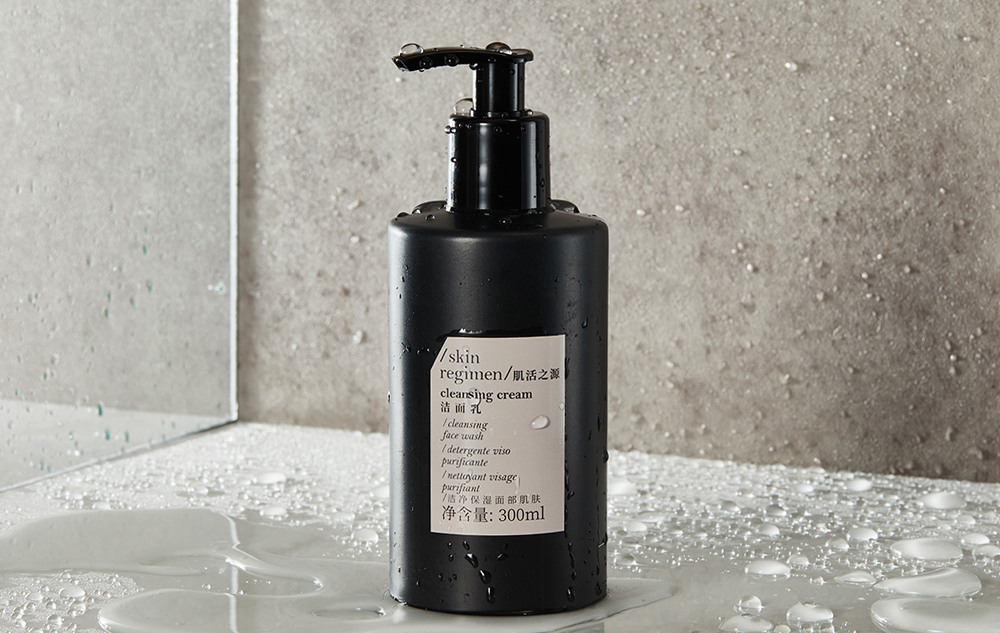 /skin
regimen/肌活之源
cleansing cream
洁面乳
/cleansing
face wash
/detergente viso
purificante
/nettoyant visage
purifiant
/洁净保湿面部肌肤
净含量: 300ml